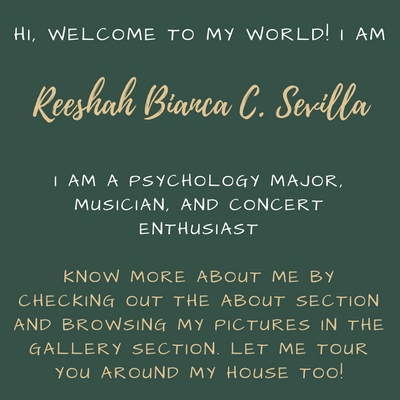 HI, WELCOME TO MY WORLD! I AM
Reeshah Bianca C. Sevilla
I AM A PSYCHOLOGY MAJOR,
MUSICIAN, AND CONCERT
ENTHUSIAST
KNOW MORE ABOUT ME BY
CHECKING OUT THE ABOUT SECTION
AND BROWSING MY PICTURES IN THE
GALLERY SECTION. LET ME TOUR
YOU AROUND MY HOUSE TOO!